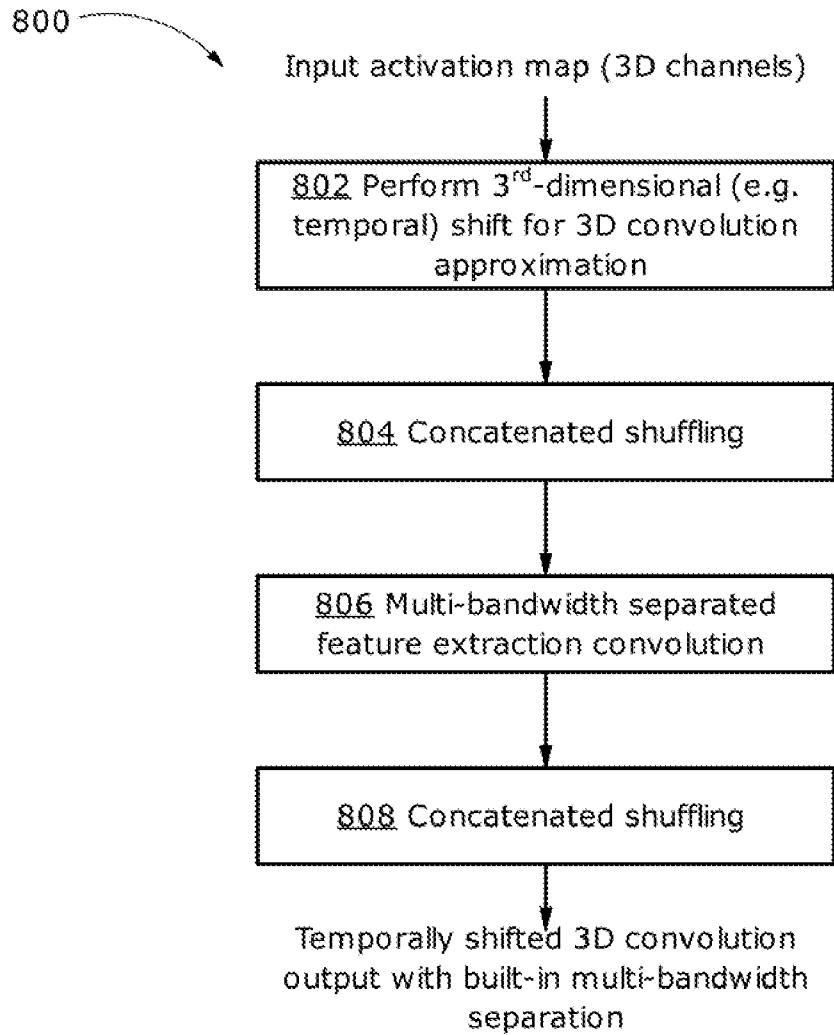 800
Input activation map (3D channels)
802 Perform 3rd-dimensional (e.g.
temporal) shift for 3D convolution
approximation
804 Concatenated shuffling
806 Multi-bandwidth separated
feature extraction convolution
808 Concatenated shuffling
Temporally shifted 3D convolution
output with built-in multi-bandwidth
separation